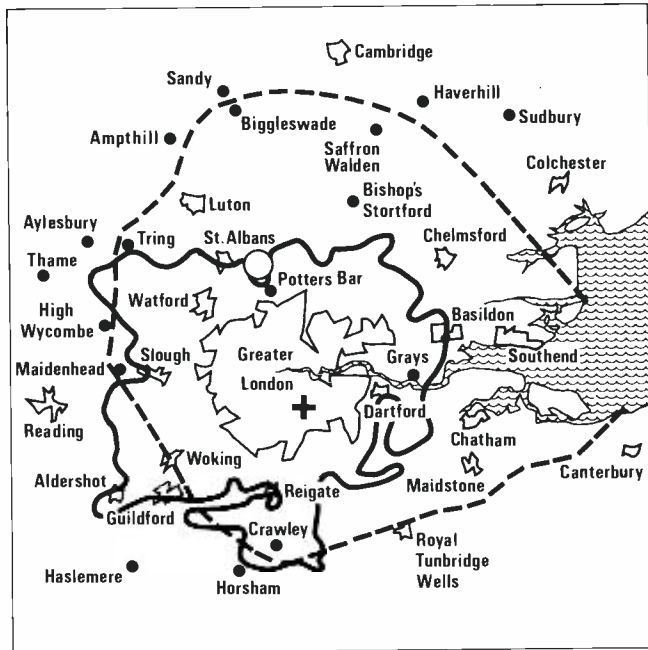 Cambridge
Sandy
Haverhill
Biggleswade
Sudbury
Ampthill
Saffron
Walden
Colchester
Bishop's
Stortford
Luton
Aylesbury
Tring
St. Albans
Chelmsford
Thame
Potters Bar
Watford
High
Wycombe
Basildon
Slough
Greater
London
Grays
Southend
Maidenhead
Dartford
Reading
Chatham
Woking
Canterbury
Aldershot
Reigate
Maidstone
Guildford
Crawley
Royal
Tunbridge
Wells
Haslemere
Horsham